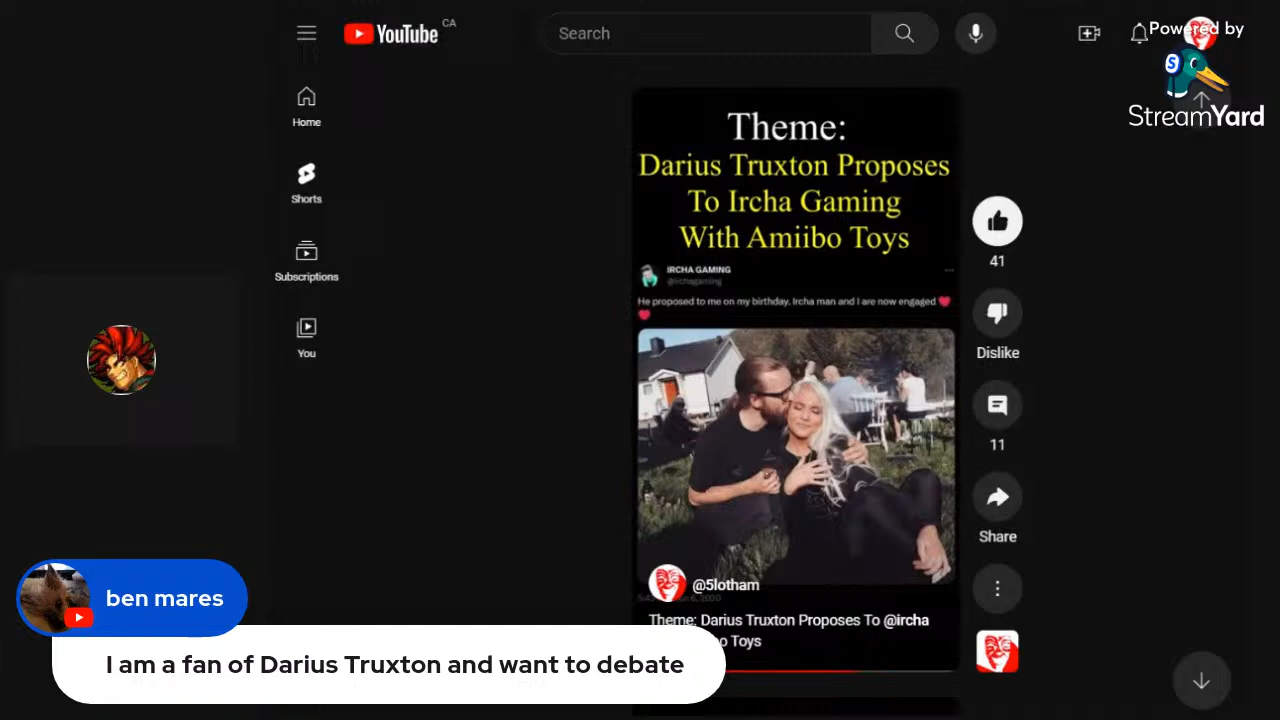 YouTube CA
Search
Powered by
S
StreamYard
Home
Shorts
Subscriptions
You
Theme:
Darius Truxton Proposes
To Ircha Gaming
With Amiibo Toys
IRCHA GAMING
@irchagaming
He proposed to me on my birthday. Ircha man and I are now engaged
41
Dislike
11
Share
@5lotham
Theme: Darius Truxton Proposes To @ircha
Toys
ben mares
I am a fan of Darius Truxton and want to debate